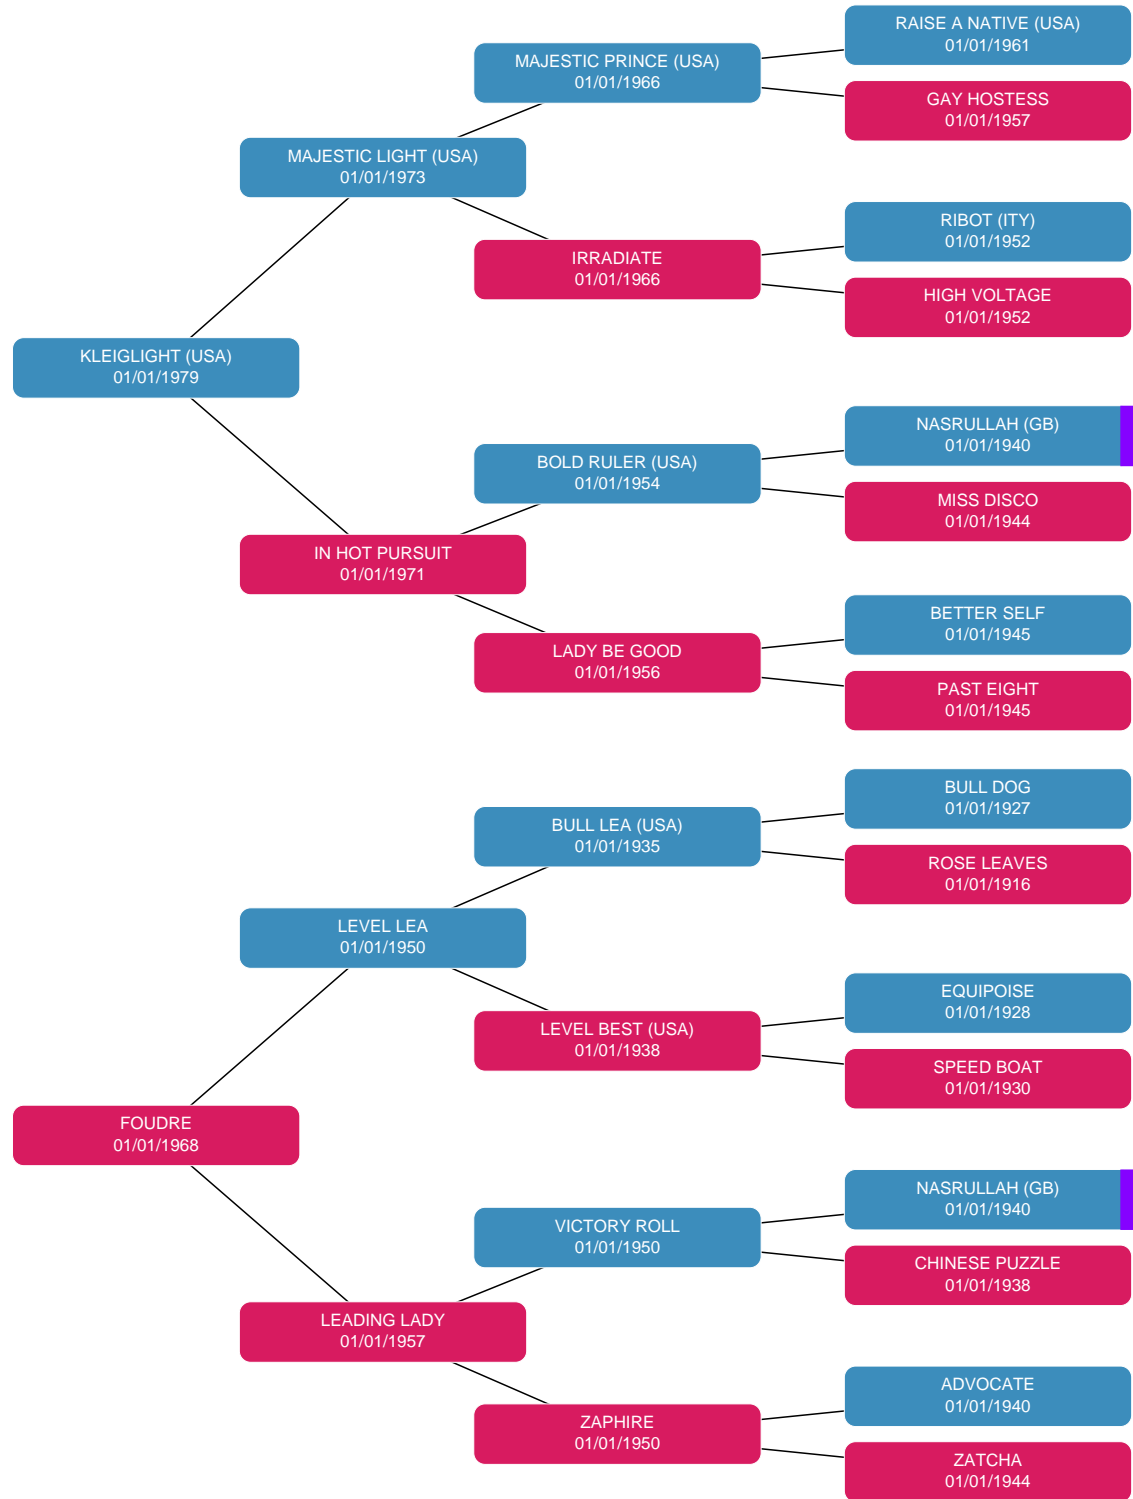 RAISE A NATIVE (USA)
01/01/1961
MAJESTIC PRINCE (USA)
01/01/1966
GAY HOSTESS
01/01/1957
MAJESTIC LIGHT (USA)
01/01/1973
RIBOT (ITY)
01/01/1952
IRRADIATE
01/01/1966
HIGH VOLTAGE
01/01/1952
KLEIGLIGHT (USA)
01/01/1979
NASRULLAH (GB)
01/01/1940
BOLD RULER (USA)
01/01/1954
MISS DISCO
01/01/1944
IN HOT PURSUIT
01/01/1971
BETTER SELF
01/01/1945
LADY BE GOOD
01/01/1956
PAST EIGHT
01/01/1945
BULL DOG
01/01/1927
BULL LEA (USA)
01/01/1935
ROSE LEAVES
01/01/1916
LEVEL LEA
01/01/1950
EQUIPOISE
01/01/1928
LEVEL BEST (USA)
01/01/1938
SPEED BOAT
01/01/1930
FOUDRE
01/01/1968
NASRULLAH (GB)
01/01/1940
VICTORY ROLL
01/01/1950
CHINESE PUZZLE
01/01/1938
LEADING LADY
01/01/1957
ADVOCATE
01/01/1940
ZAPHIRE
01/01/1950
ZATCHA
01/01/1944